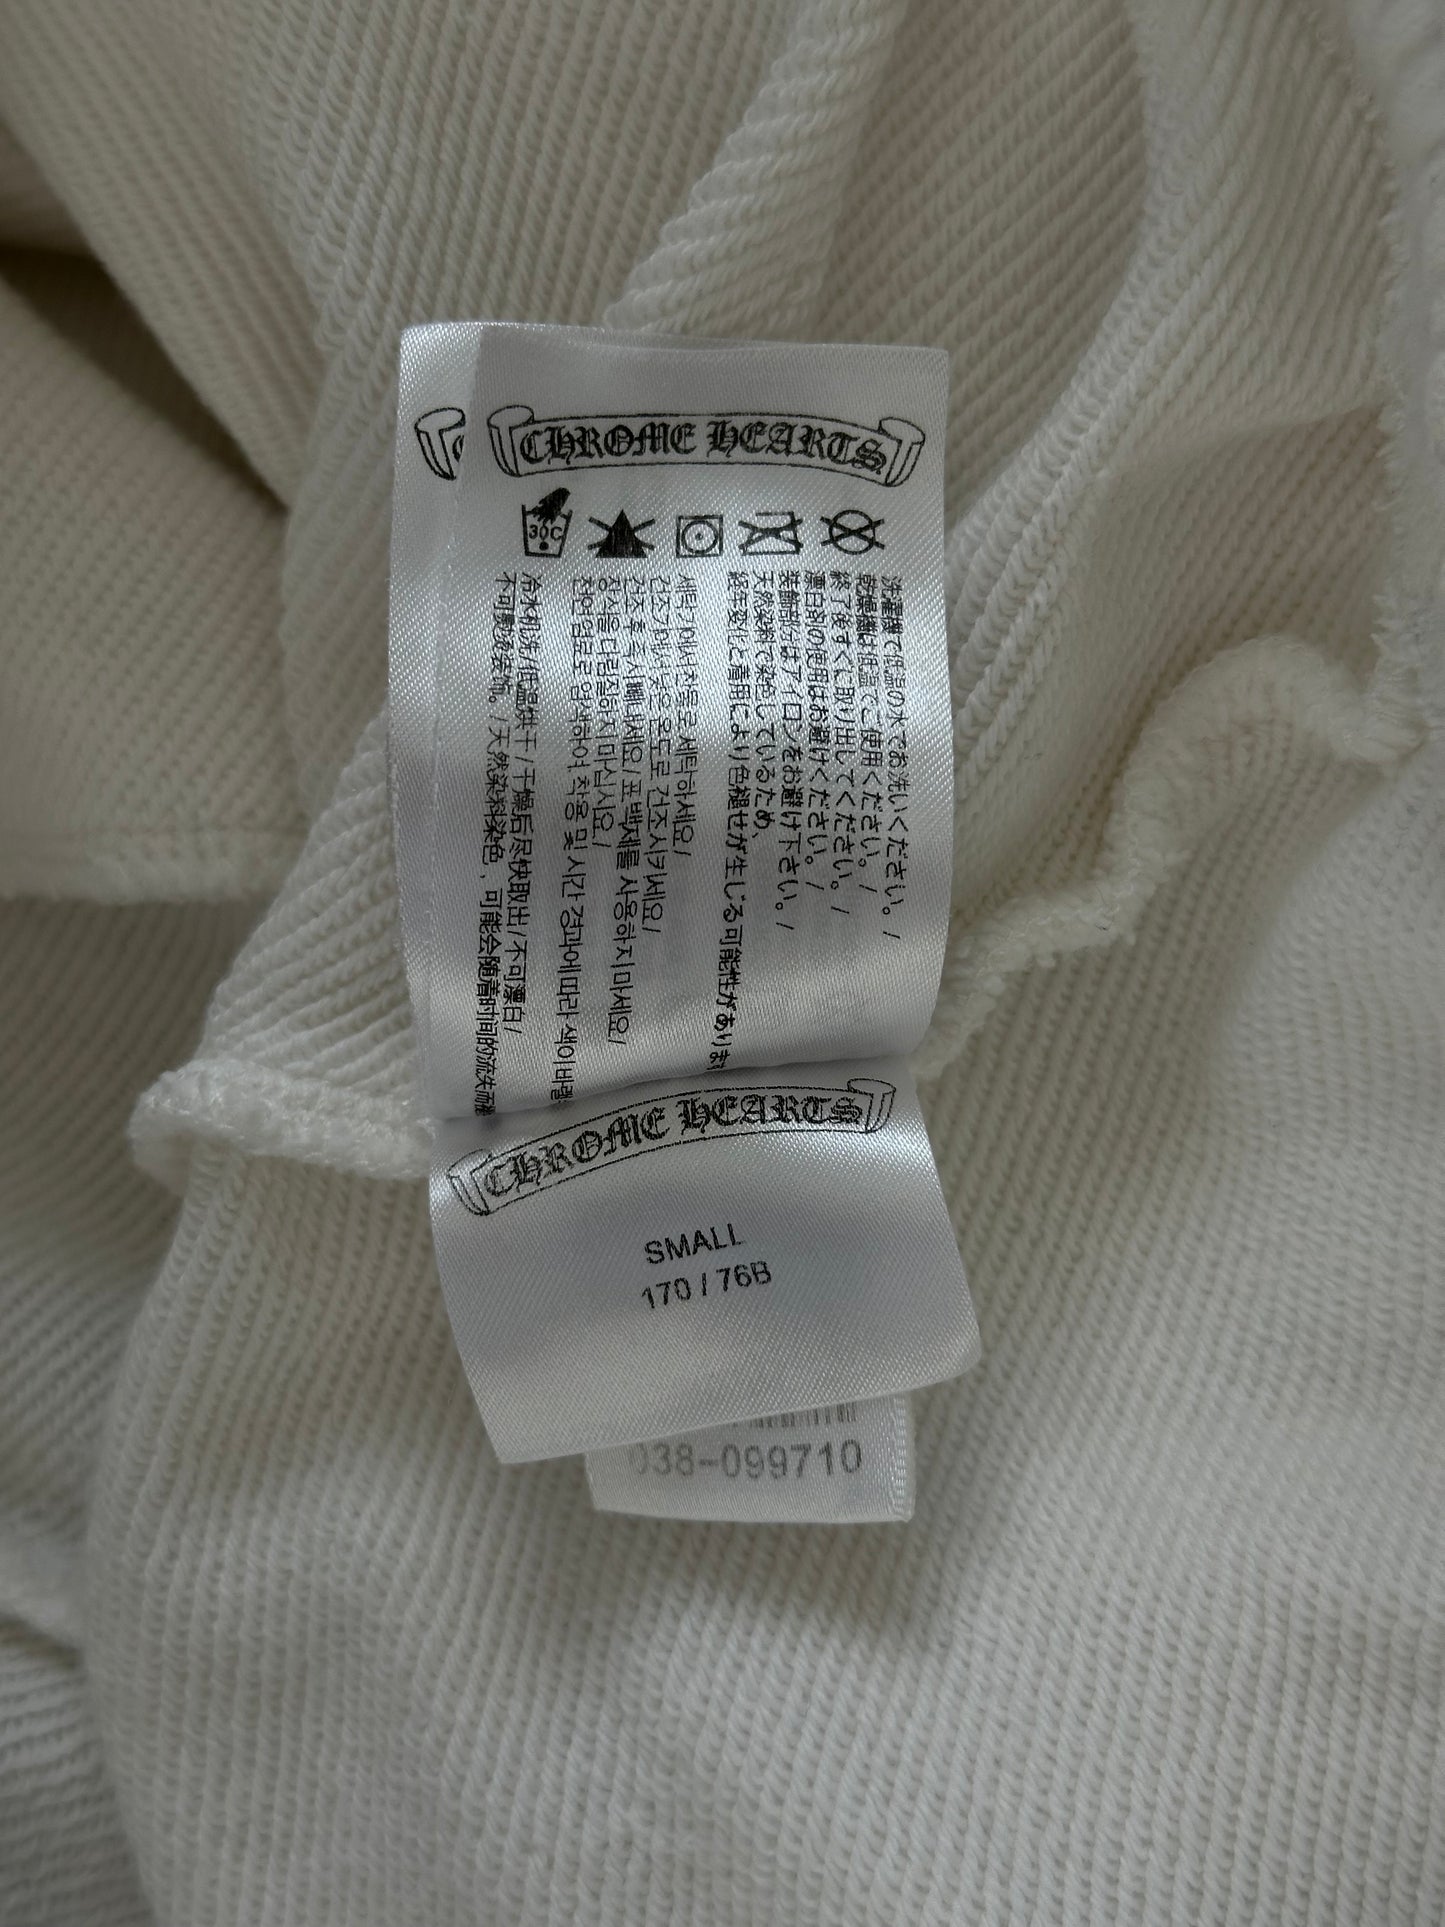 CHROME HEARTS
30C
洗濯機で低温の水でお洗いください。/
乾燥機は低温でご使用ください。/
終了後すぐに取り出してください。/
漂白剤の使用はお避けください。/
装飾部分はアイロンをお避け下さい。/
天然染料で染色しているため、
経年変化と着用により色褪せが生じる可能性があり
세탁기에서 찬물로 세탁하세요/
건조기에서 낮은 온도로 건조시키세요/
건조 후 즉시 빼내세요/ 표백제를 사용하지 마세요/
장식을 다림질하지 마십시오/
천연 염료로 염색하여 착용 및 시간 경과에 따라 색이
冷水机洗/低温烘干/干燥后尽快取出/不可漂白/
不可熨烫装饰。/天然染料染色，可能会随着时间的流失而
CHROME HEARTS
SMALL
170 / 76B
038-099710